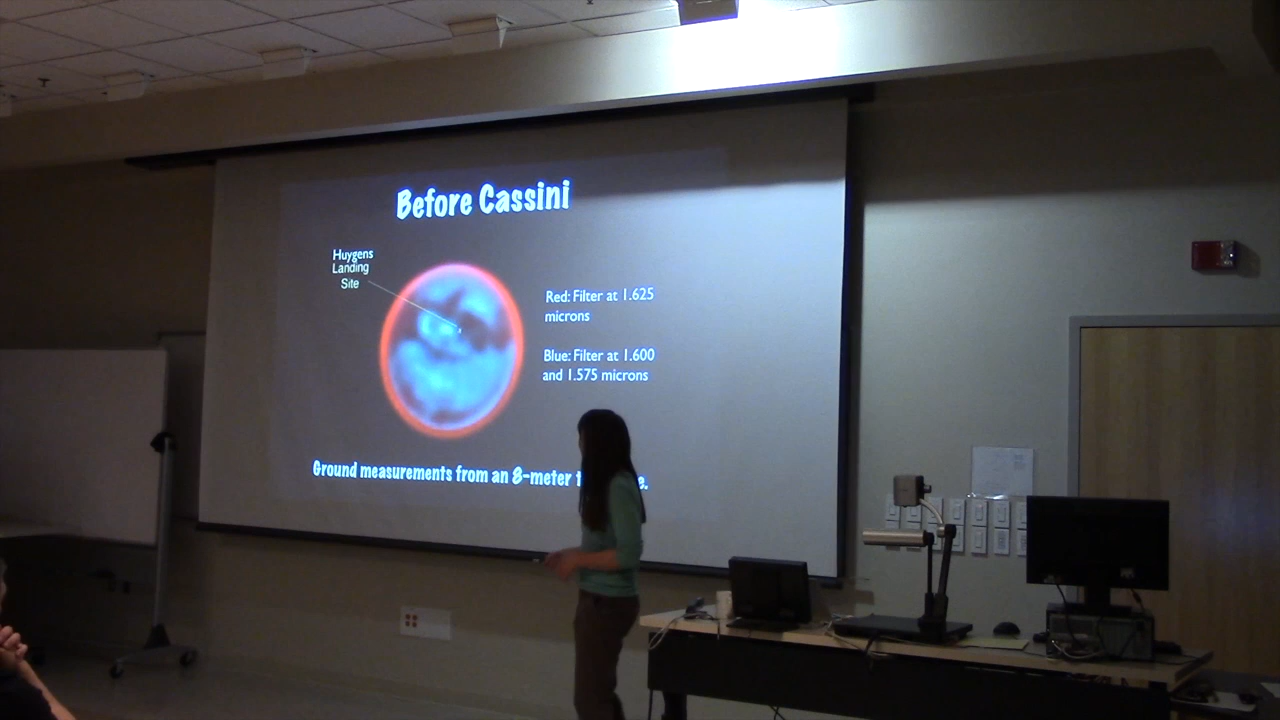 Before Cassini
Huygens
Landing
Site
Red: Filter at 1.625
microns
Blue: Filter at 1.600
and 1.575 microns
Ground measurements from an 8-meter